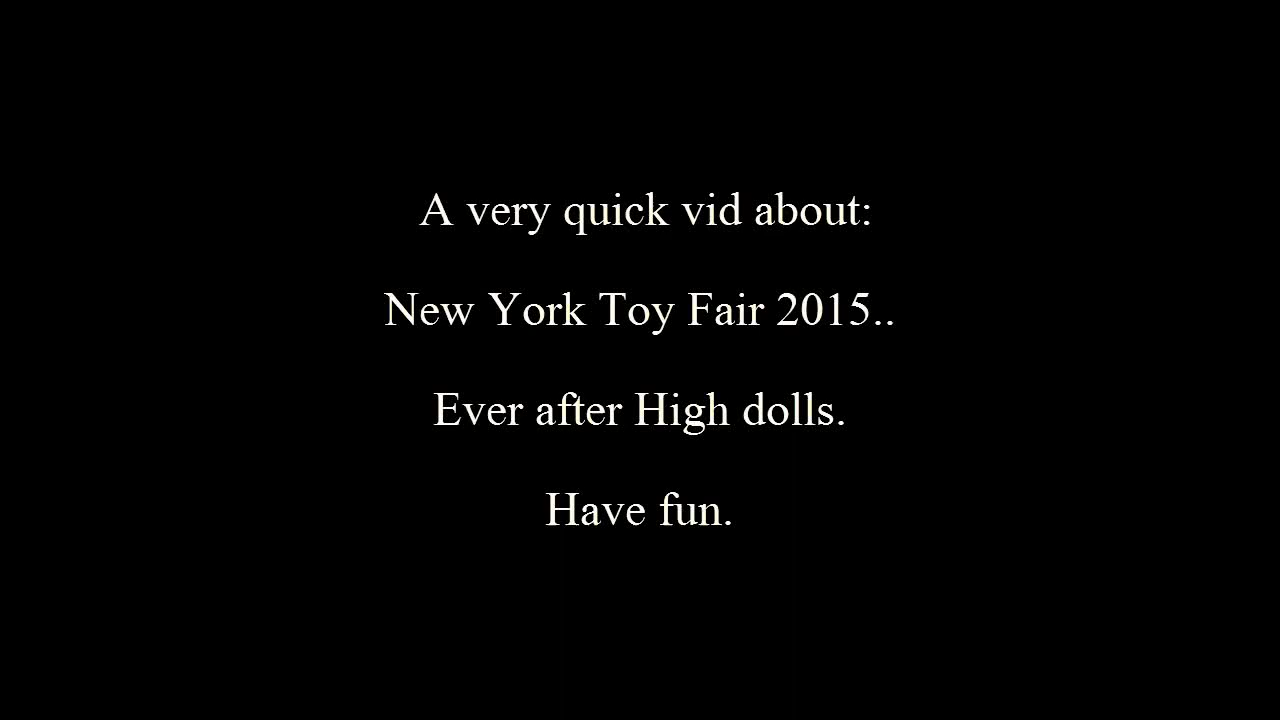 A very quick vid about:
New York Toy Fair 2015..
Ever after High dolls.
Have fun.